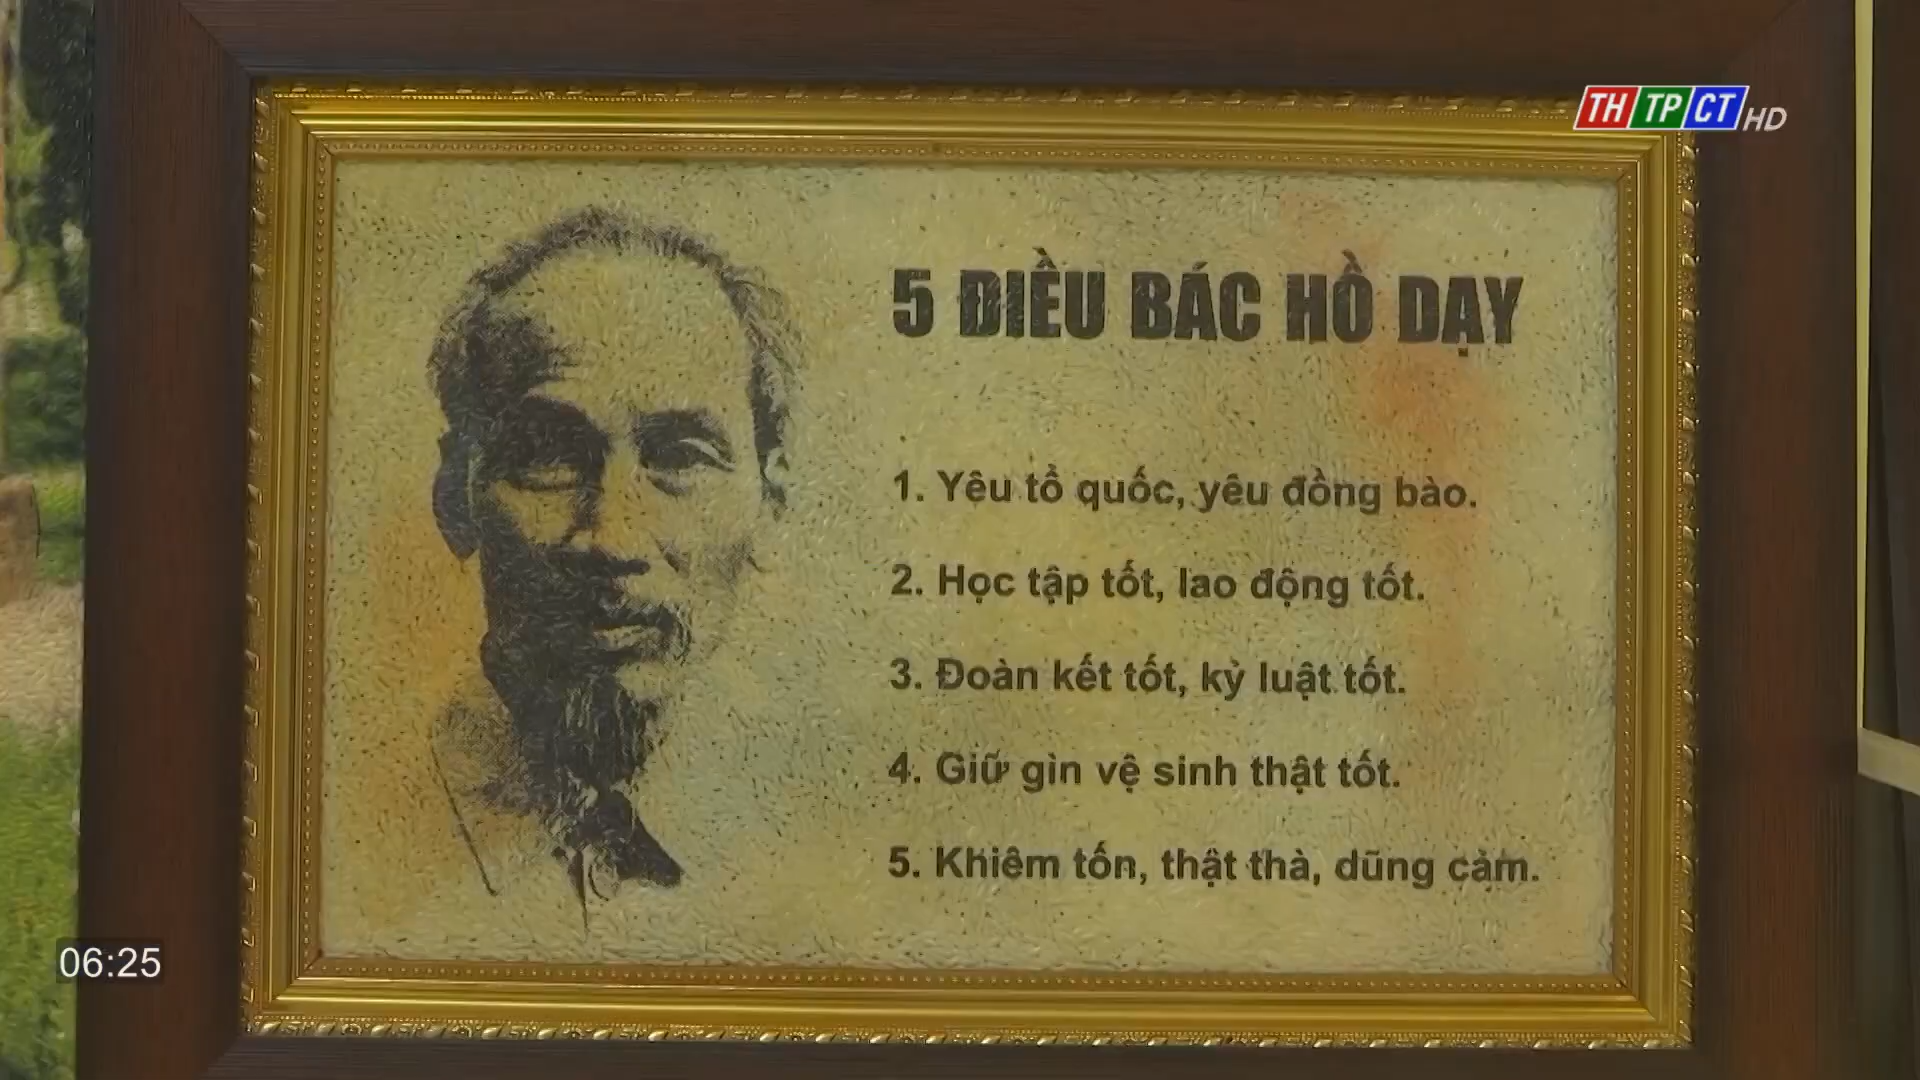 THTPCT HD
5 ĐIỀU BÁC HỒ DẠY
1. Yêu tổ quốc, yêu đồng bào.
2. Học tập tốt, lao động tốt.
3. Đoàn kết tốt, kỷ luật tốt.
4. Giữ gìn vệ sinh thật tốt.
5. Khiêm tốn, thật thà, dũng cảm.
06:25